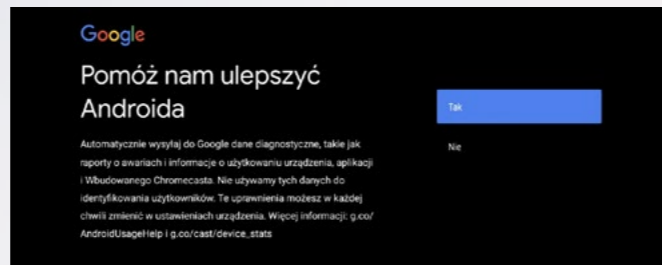 Google
Pomóż nam ulepszyć
Androida
Automatycznie wysyłaj do Google dane diagnostyczne, takie jak
raporty o awariach i informacje o użytkowaniu urządzenia, aplikacji
i Wbudowanego Chromecasta. Nie używamy tych danych do
identyfikowania użytkowników. Te uprawnienia możesz w każdej
chwili zmienić w ustawieniach urządzenia. Więcej informacji: g.co/
AndroidUsageHelp i g.co/cast/device_stats
Tak
Nie